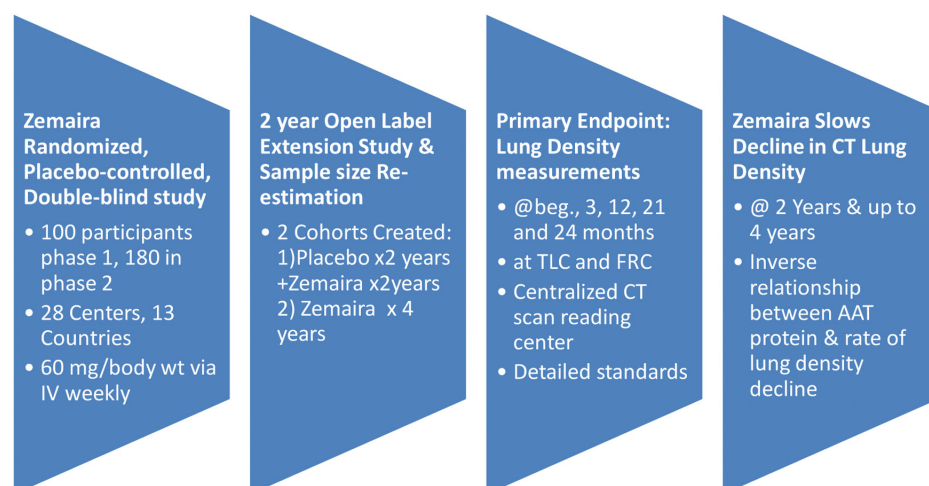 Zemaira
Randomized,
Placebo-controlled,
Double-blind study
• 100 participants
phase 1, 180 in
phase 2
• 28 Centers, 13
Countries
• 60 mg/body wt via
IV weekly
2 year Open Label
Extension Study &
Sample size Re-
estimation
• 2 Cohorts Created:
1)Placebo x2 years
+Zemaira x2years
2) Zemaira x 4
years
Primary Endpoint:
Lung Density
measurements
• @beg., 3, 12, 21
and 24 months
• at TLC and FRC
• Centralized CT
scan reading
center
• Detailed standards
Zemaira Slows
Decline in CT Lung
Density
• @ 2 Years & up to
4 years
• Inverse
relationship
between AAT
protein & rate of
lung density
decline